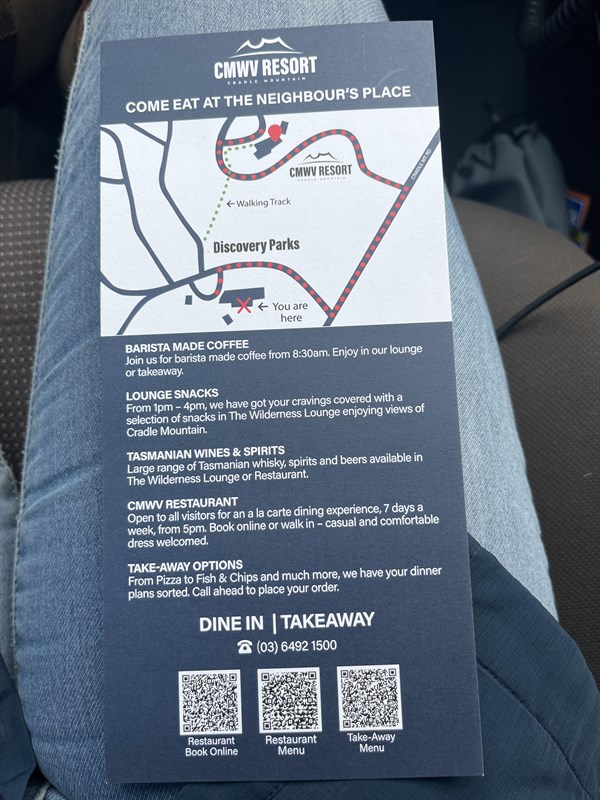 CMWV RESORT
CRADLE MOUNTAIN
COME EAT AT THE NEIGHBOUR'S PLACE
CRADLE MT RD
CMWV RESORT
CRADLE MOUNTAIN
← Walking Track
Discovery Parks
← You are
here
BARISTA MADE COFFEE
Join us for barista made coffee from 8:30am. Enjoy in our lounge
or takeaway.
LOUNGE SNACKS
From 1pm – 4pm, we have got your cravings covered with a
selection of snacks in The Wilderness Lounge enjoying views of
Cradle Mountain.
TASMANIAN WINES & SPIRITS
Large range of Tasmanian whisky, spirits and beers available in
The Wilderness Lounge or Restaurant.
CMWV RESTAURANT
Open to all visitors for an a la carte dining experience, 7 days a
week, from 5pm. Book online or walk in – casual and comfortable
dress welcomed.
TAKE-AWAY OPTIONS
From Pizza to Fish & Chips and much more, we have your dinner
plans sorted. Call ahead to place your order.
DINE IN | TAKEAWAY
☎ (03) 6492 1500
Restaurant
Book Online
Restaurant
Menu
Take-Away
Menu